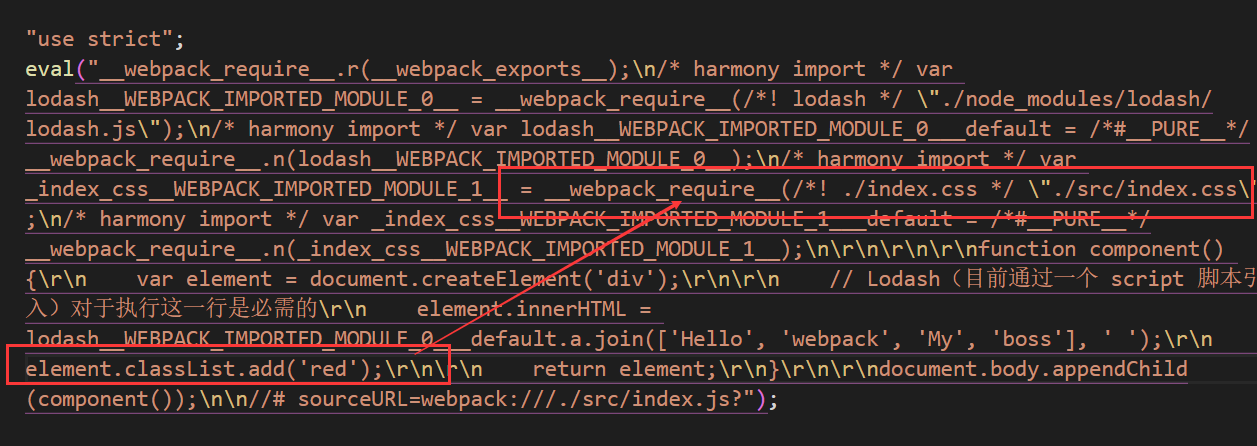 "use strict";
eval("__webpack_require__.r(__webpack_exports__);\n/* harmony import */ var
lodash__WEBPACK_IMPORTED_MODULE_0__ = __webpack_require__(/*! lodash */ \"./node_modules/lodash/
lodash.js\");\n/* harmony import */ var lodash__WEBPACK_IMPORTED_MODULE_0___default = /*#__PURE__*/
__webpack_require__.n(lodash__WEBPACK_IMPORTED_MODULE_0__);\n/* harmony import */ var
_index_css__WEBPACK_IMPORTED_MODULE_1__ = __webpack_require__(/*! ./index.css */ \"./src/index.css\"
;\n/* harmony import */ var _index_css__WEBPACK_IMPORTED_MODULE_1___default = /*#__PURE__*/
__webpack_require__.n(_index_css__WEBPACK_IMPORTED_MODULE_1__);\n\r\n\r\n\r\nfunction component()
{\r\n    var element = document.createElement('div');\r\n\r\n    // Lodash（目前通过一个 script 脚本引
入）对于执行这一行是必需的\r\n    element.innerHTML =
lodash__WEBPACK_IMPORTED_MODULE_0___default.a.join(['Hello', 'webpack', 'My', 'boss'], ' ');\r\n
element.classList.add('red');\r\n\r\n    return element;\r\n}\r\n\r\ndocument.body.appendChild
(component());\n\n//# sourceURL=webpack:///./src/index.js?");